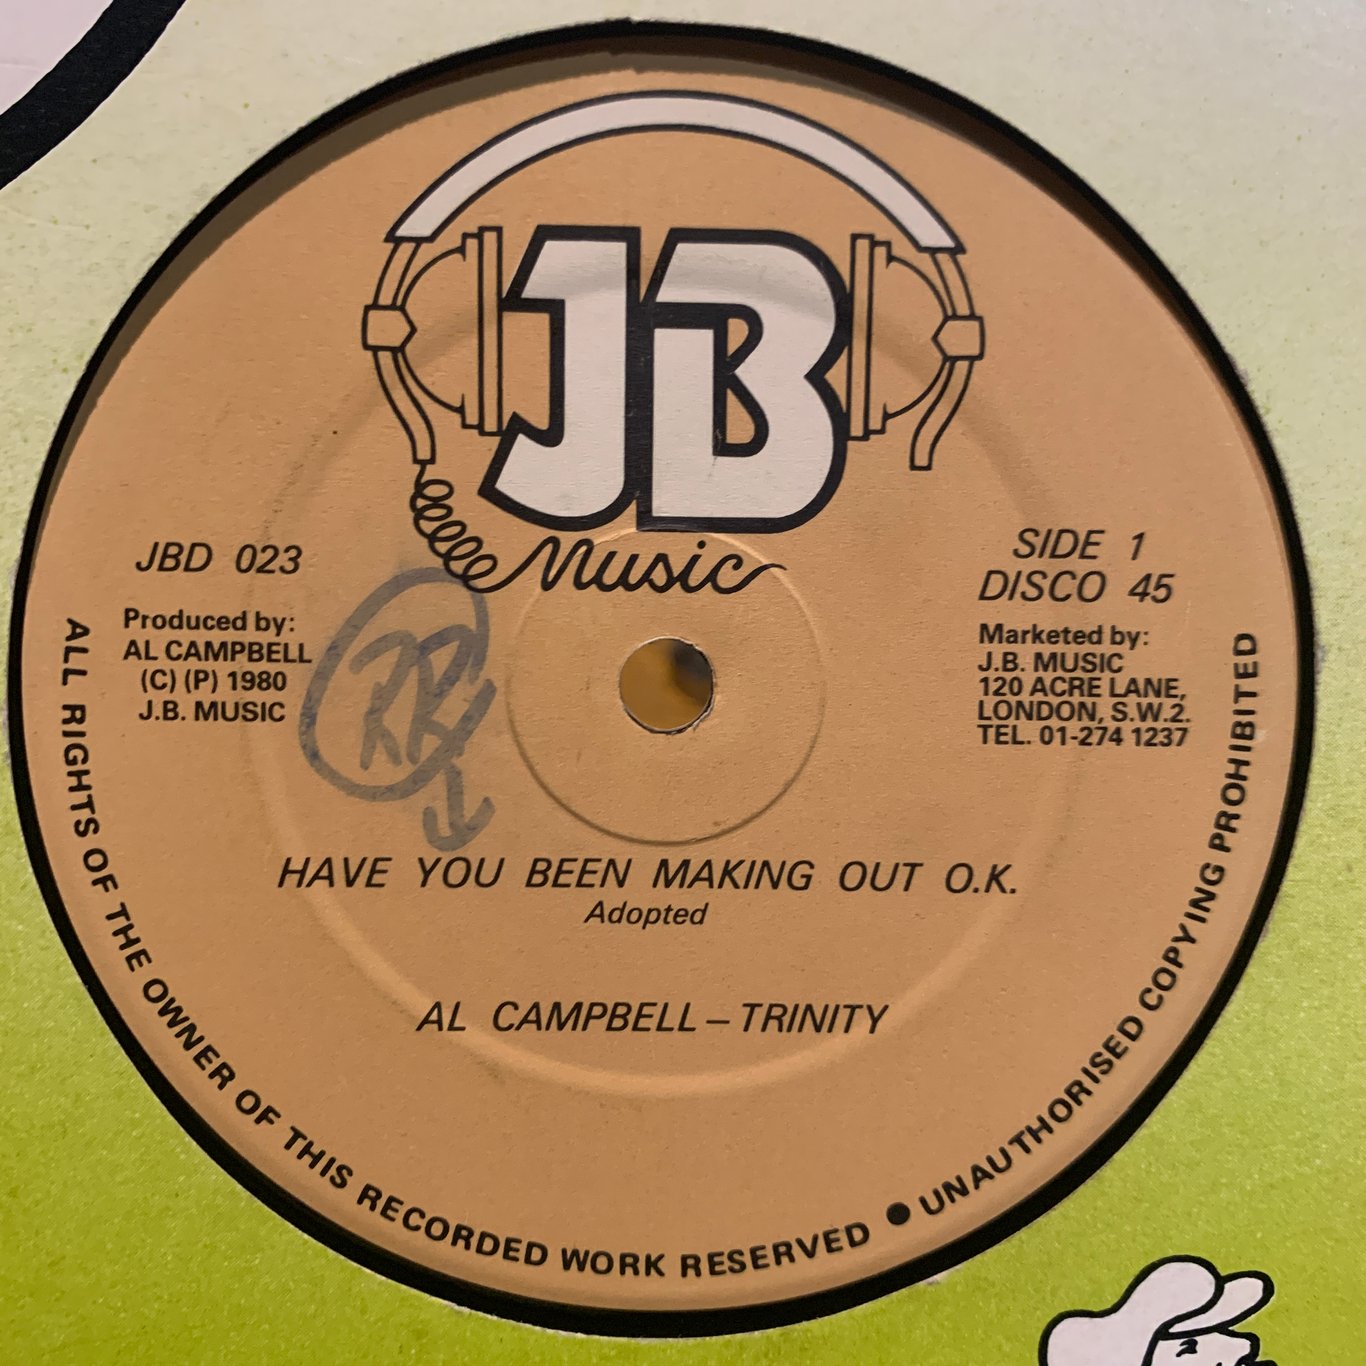 JB
Music
JBD 023
Produced by:
AL CAMPBELL
(C) (P) 1980
J.B. MUSIC
SIDE 1
DISCO 45
Marketed by:
J.B. MUSIC
120 ACRE LANE,
LONDON, S.W.2.
TEL. 01-274 1237
RR
HAVE YOU BEEN MAKING OUT O.K.
Adopted
AL CAMPBELL – TRINITY
ALL RIGHTS OF THE OWNER OF THIS RECORDED WORK RESERVED ● UNAUTHORISED COPYING PROHIBITED